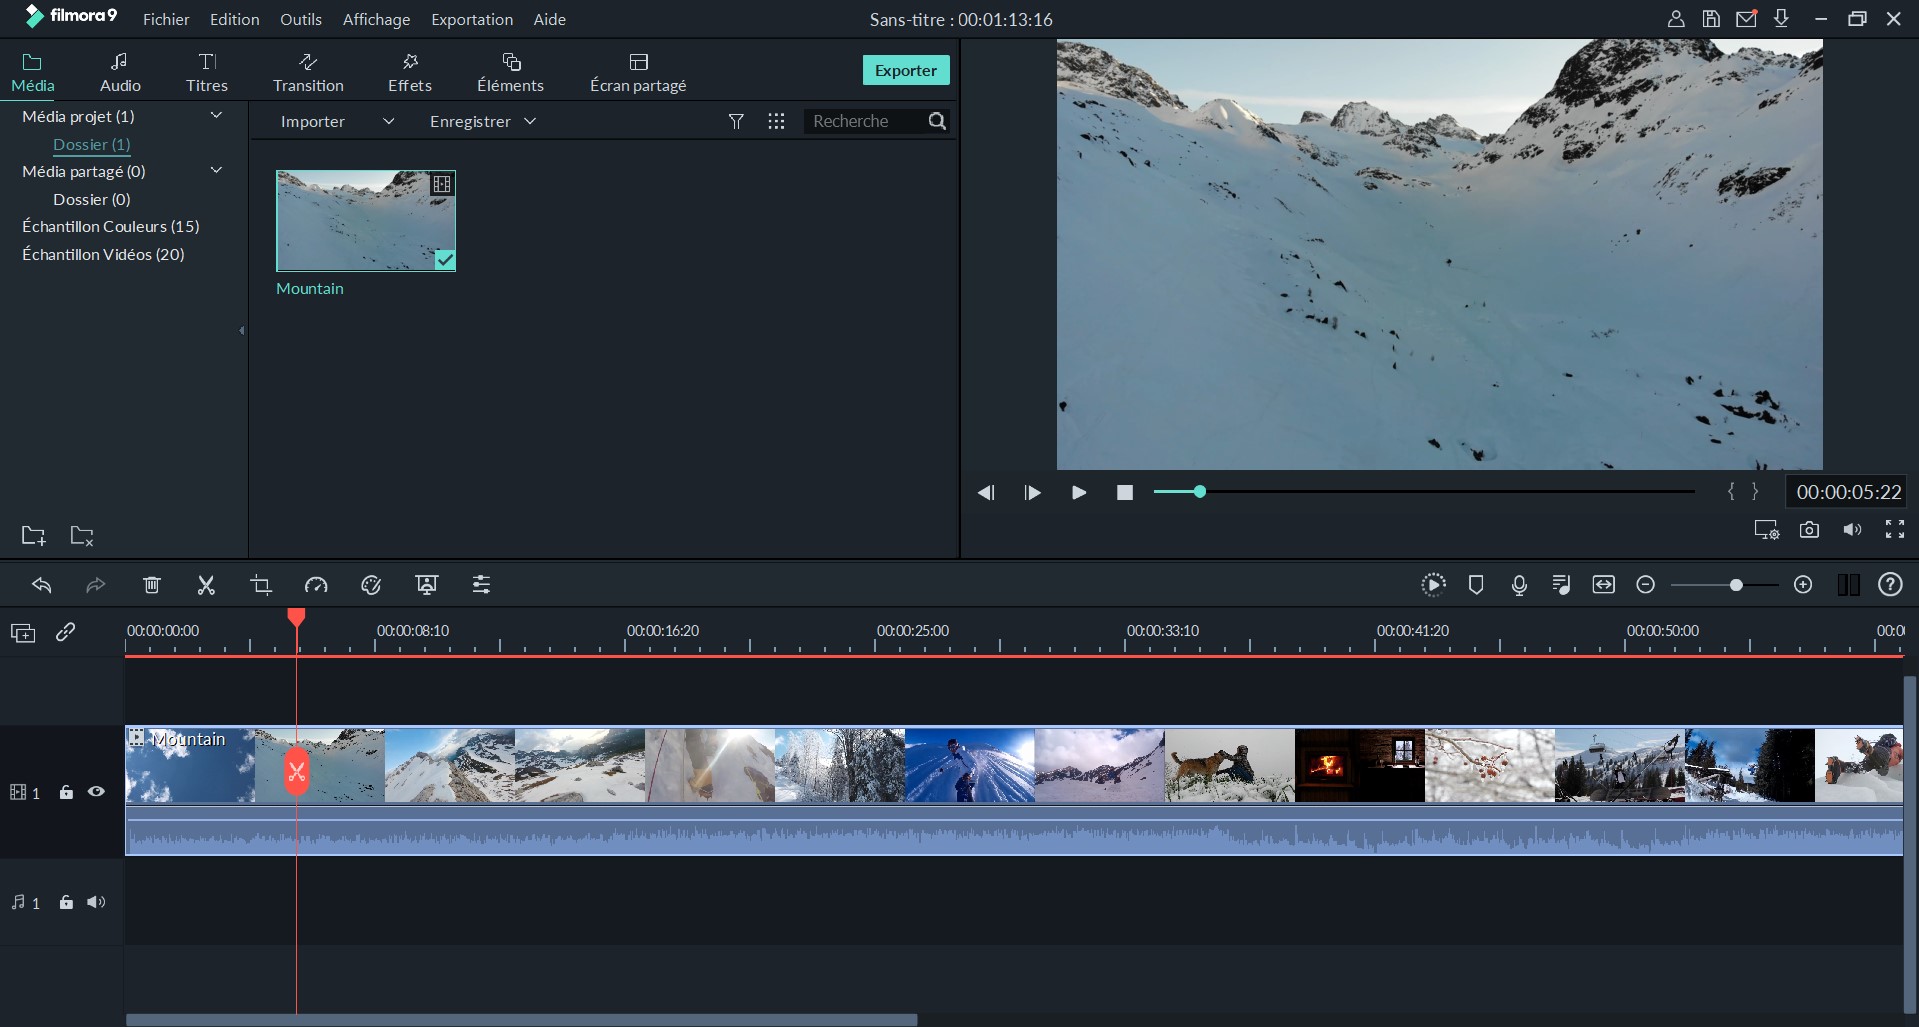 filmora9 Fichier Edition Outils Affichage Exportation Aide Sans-titre : 00:01:13:16
Média Audio Titres Transition Effets Éléments Écran partagé Exporter
Média projet (1)
Dossier (1)
Média partagé (0)
Dossier (0)
Échantillon Couleurs (15)
Échantillon Vidéos (20)
Importer Enregistrer Recherche
Mountain
00:00:05:22
00:00:00:00 00:00:08:10 00:00:16:20 00:00:25:00 00:00:33:10 00:00:41:20 00:00:50:00 00:0
Mountain
1
1